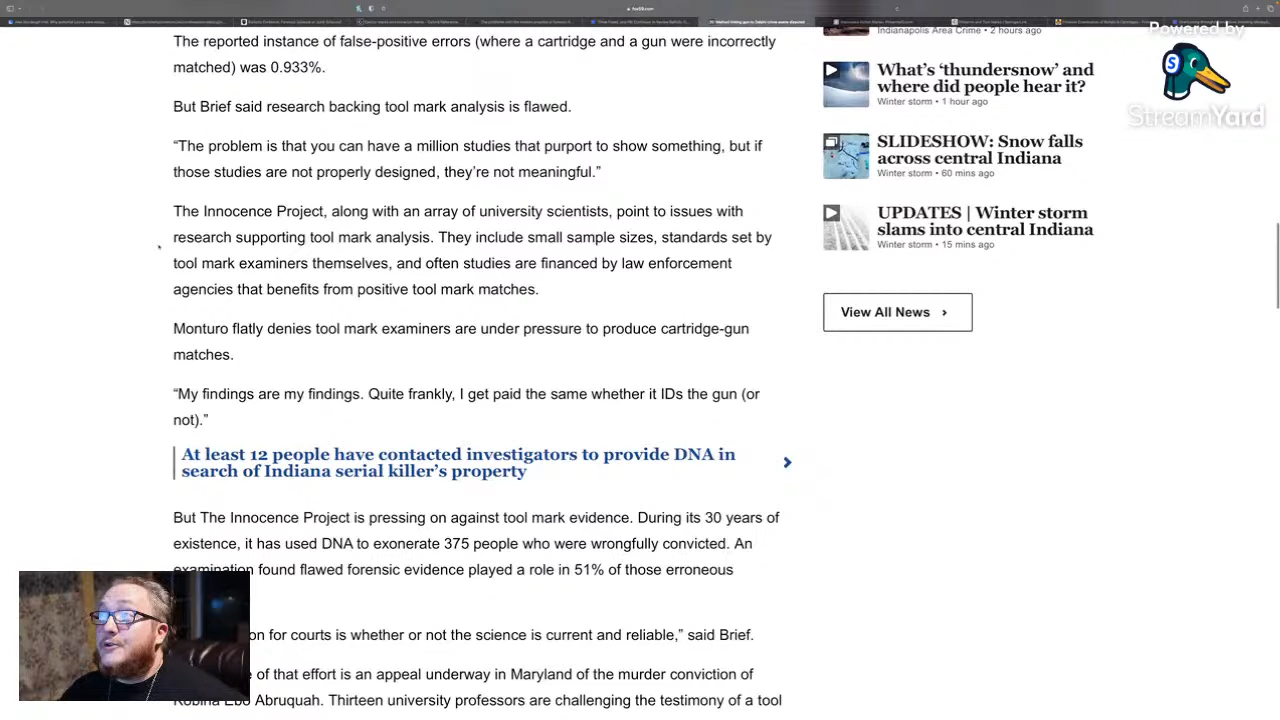 fox59.com
The reported instance of false-positive errors (where a cartridge and a gun were incorrectly
matched) was 0.933%.
But Brief said research backing tool mark analysis is flawed.
“The problem is that you can have a million studies that purport to show something, but if
those studies are not properly designed, they’re not meaningful.”
The Innocence Project, along with an array of university scientists, point to issues with
research supporting tool mark analysis. They include small sample sizes, standards set by
tool mark examiners themselves, and often studies are financed by law enforcement
agencies that benefits from positive tool mark matches.
Monturo flatly denies tool mark examiners are under pressure to produce cartridge-gun
matches.
“My findings are my findings. Quite frankly, I get paid the same whether it IDs the gun (or
not).”
At least 12 people have contacted investigators to provide DNA in
search of Indiana serial killer’s property
But The Innocence Project is pressing on against tool mark evidence. During its 30 years of
existence, it has used DNA to exonerate 375 people who were wrongfully convicted. An
examination found flawed forensic evidence played a role in 51% of those erroneous
on for courts is whether or not the science is current and reliable,” said Brief.
of that effort is an appeal underway in Maryland of the murder conviction of
Kobina Ebo Abruquah. Thirteen university professors are challenging the testimony of a tool
Indianapolis Area Crime • 2 hours ago
What’s ‘thundersnow’ and
where did people hear it?
Winter storm • 1 hour ago
SLIDESHOW: Snow falls
across central Indiana
Winter storm • 60 mins ago
UPDATES | Winter storm
slams into central Indiana
Winter storm • 15 mins ago
View All News
Powered by
StreamYard